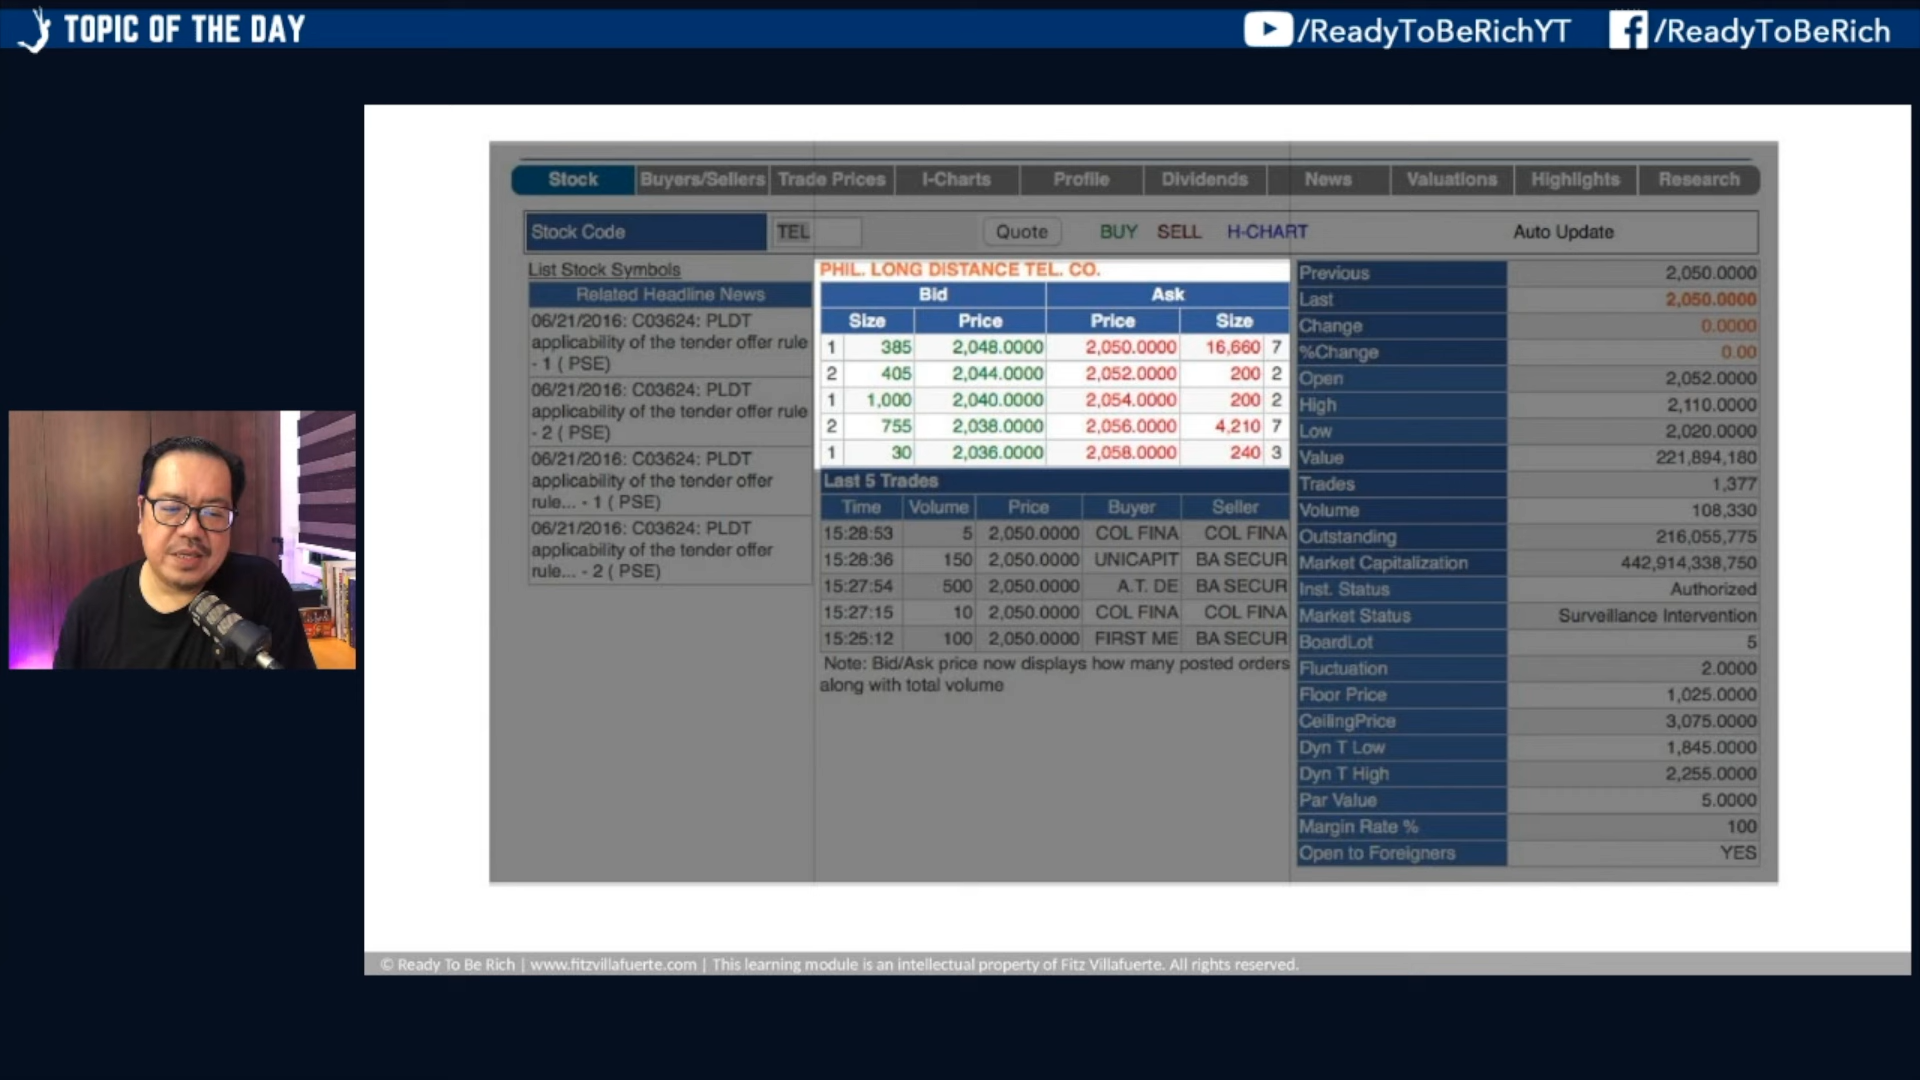 TOPIC OF THE DAY
/ReadyToBeRichYT /ReadyToBeRich
Stock Buyers/Sellers Trade Prices I-Charts Profile Dividends News Valuations Highlights Research
Stock Code TEL Quote BUY SELL H-CHART Auto Update
List Stock Symbols
Related Headline News
06/21/2016: C03624: PLDT
applicability of the tender offer rule
- 1 ( PSE)
06/21/2016: C03624: PLDT
applicability of the tender offer rule
- 2 ( PSE)
06/21/2016: C03624: PLDT
applicability of the tender offer
rule... - 1 ( PSE)
06/21/2016: C03624: PLDT
applicability of the tender offer
rule... - 2 ( PSE)
PHIL. LONG DISTANCE TEL. CO.
Bid Ask
Size Price Price Size
1 385 2,048.0000 2,050.0000 16,660 7
2 405 2,044.0000 2,052.0000 200 2
1 1,000 2,040.0000 2,054.0000 200 2
2 755 2,038.0000 2,056.0000 4,210 7
1 30 2,036.0000 2,058.0000 240 3
Last 5 Trades
Time Volume Price Buyer Seller
15:28:53 5 2,050.0000 COL FINA COL FINA
15:28:36 150 2,050.0000 UNICAPIT BA SECUR
15:27:54 500 2,050.0000 A.T. DE BA SECUR
15:27:15 10 2,050.0000 COL FINA COL FINA
15:25:12 100 2,050.0000 FIRST ME BA SECUR
Note: Bid/Ask price now displays how many posted orders
along with total volume
Previous 2,050.0000
Last 2,050.0000
Change 0.0000
%Change 0.00
Open 2,052.0000
High 2,110.0000
Low 2,020.0000
Value 221,894,180
Trades 1,377
Volume 108,330
Outstanding 216,055,775
Market Capitalization 442,914,338,750
Inst. Status Authorized
Market Status Surveillance Intervention
BoardLot 5
Fluctuation 2.0000
Floor Price 1,025.0000
CeilingPrice 3,075.0000
Dyn T Low 1,845.0000
Dyn T High 2,255.0000
Par Value 5.0000
Margin Rate % 100
Open to Foreigners YES
© Ready To Be Rich | www.fitzvillafuerte.com | This learning module is an intellectual property of Fitz Villafuerte. All rights reserved.